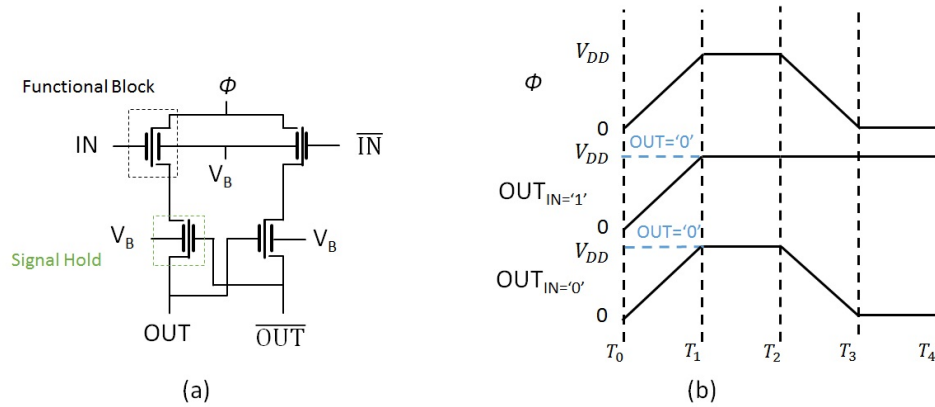 Functional Block
Φ
IN
IN
V_B
V_B
V_B
Signal Hold
OUT
OUT
(a)
Φ
V_DD
0
OUT='0'
V_DD
OUT_IN='1'
0
OUT='0'
V_DD
OUT_IN='0'
0
T_0
T_1
T_2
T_3
T_4
(b)